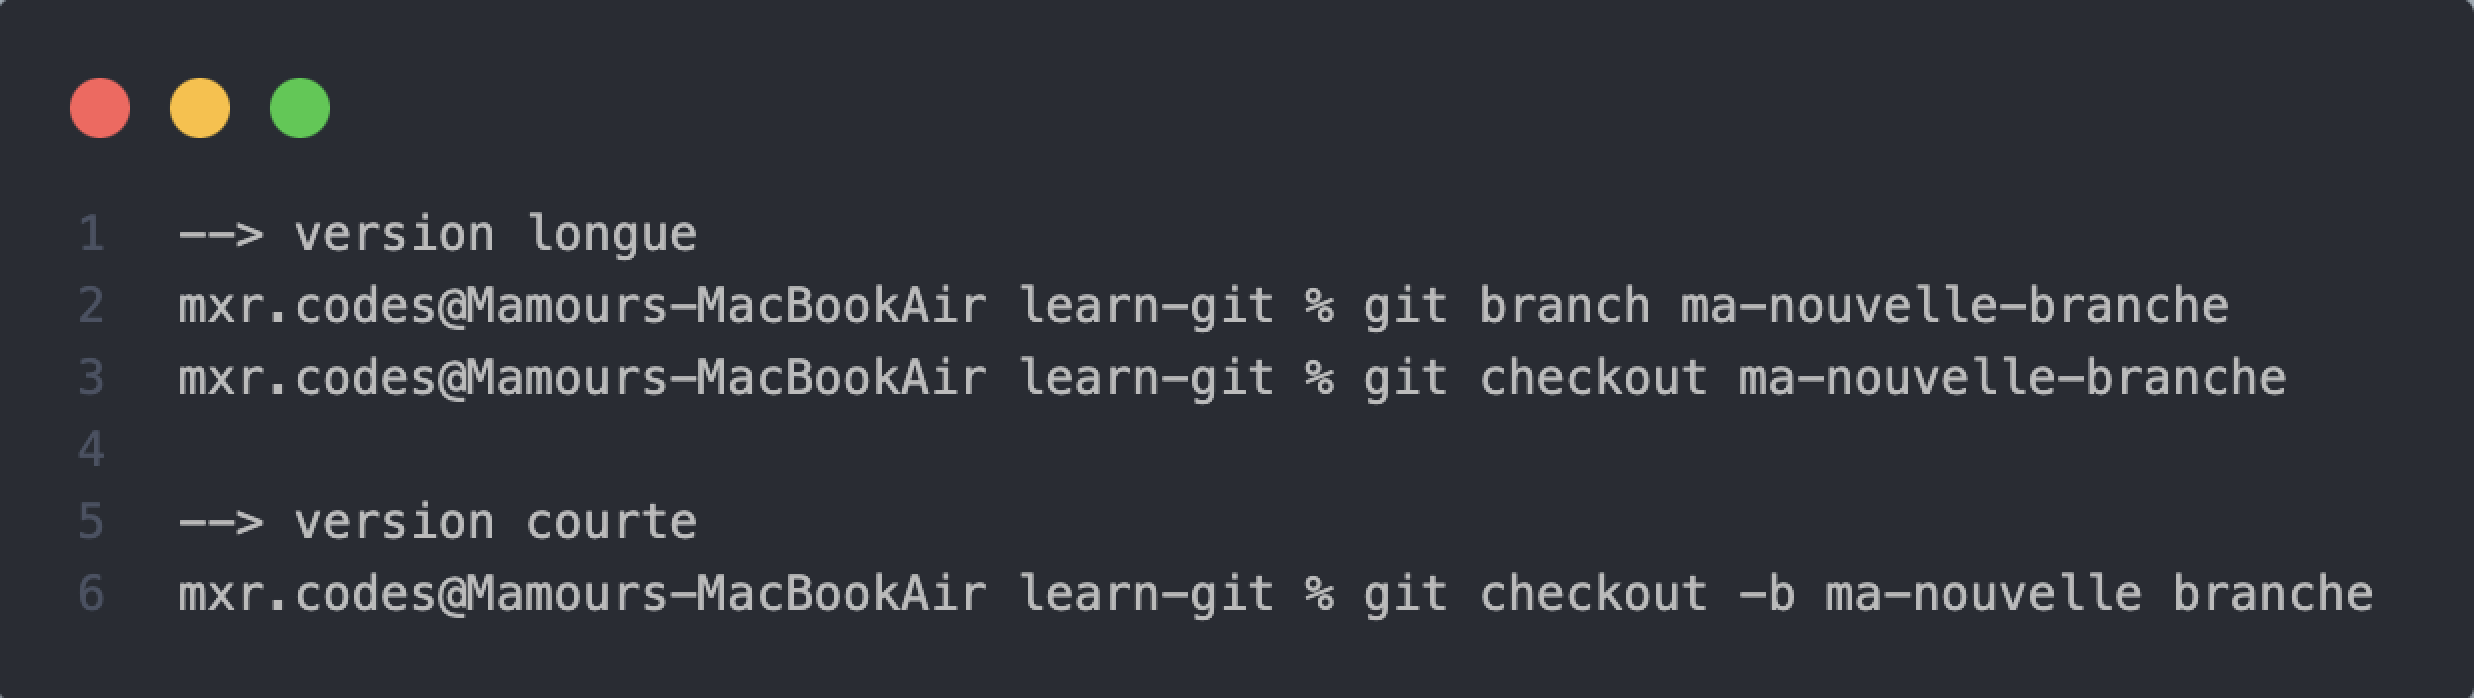 1 --> version longue
2 mxr.codes@Mamours-MacBookAir learn-git % git branch ma-nouvelle-branche
3 mxr.codes@Mamours-MacBookAir learn-git % git checkout ma-nouvelle-branche
4
5 --> version courte
6 mxr.codes@Mamours-MacBookAir learn-git % git checkout -b ma-nouvelle branche